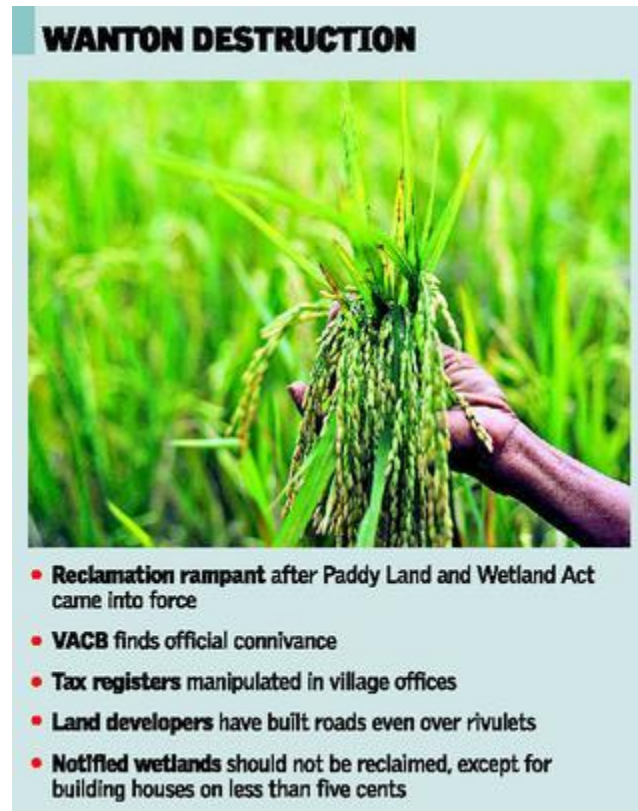 WANTON DESTRUCTION
• Reclamation rampant after Paddy Land and Wetland Act
came into force
• VACB finds official connivance
• Tax registers manipulated in village offices
• Land developers have built roads even over rivulets
• Notified wetlands should not be reclaimed, except for
building houses on less than five cents